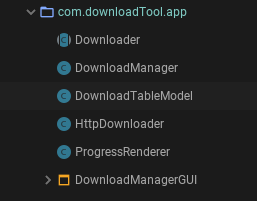 com.downloadTool.app
Downloader
DownloadManager
DownloadTableModel
HttpDownloader
ProgressRenderer
DownloadManagerGUI